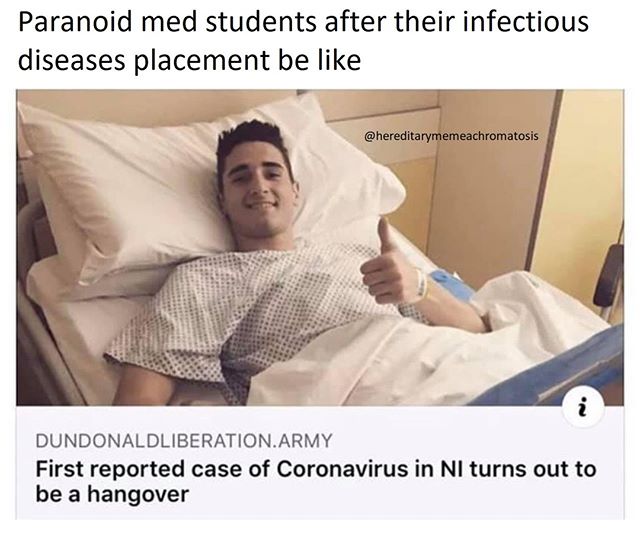 Paranoid med students after their infectious
diseases placement be like
@hereditarymemeachromatosis
i
DUNDONALDLIBERATION.ARMY
First reported case of Coronavirus in NI turns out to
be a hangover